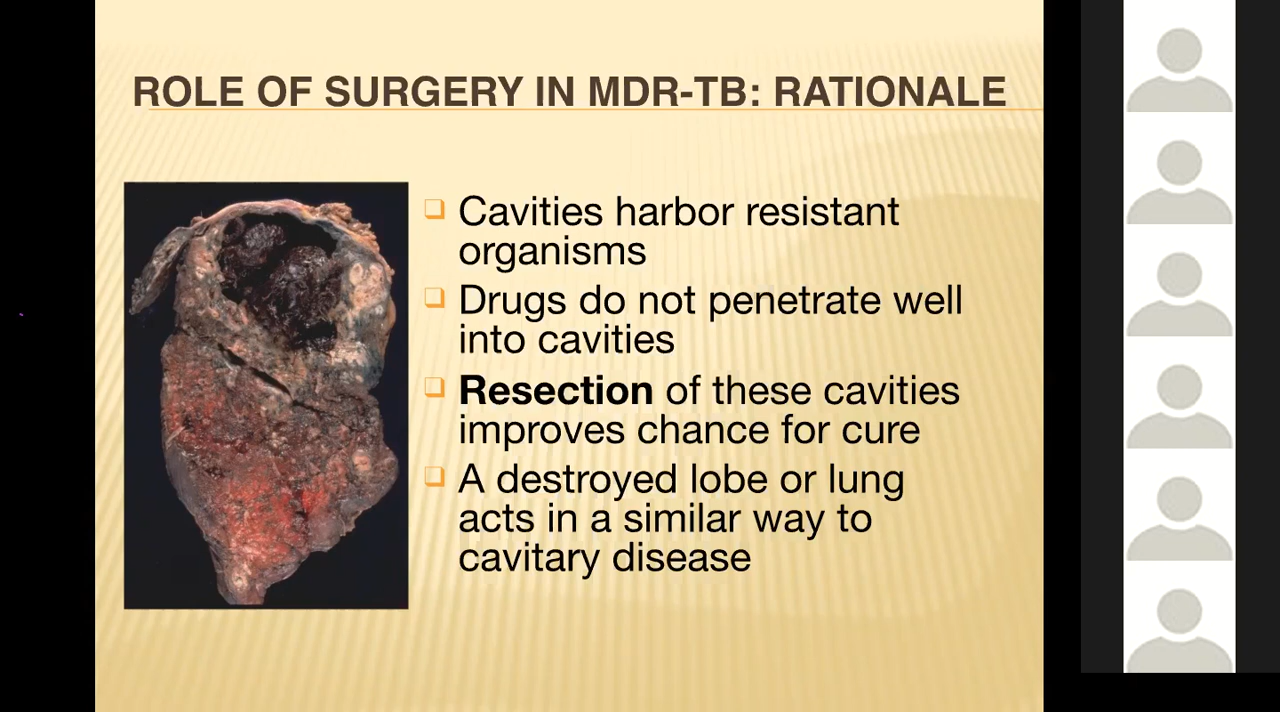 ROLE OF SURGERY IN MDR-TB: RATIONALE
Cavities harbor resistant
organisms
Drugs do not penetrate well
into cavities
Resection of these cavities
improves chance for cure
A destroyed lobe or lung
acts in a similar way to
cavitary disease